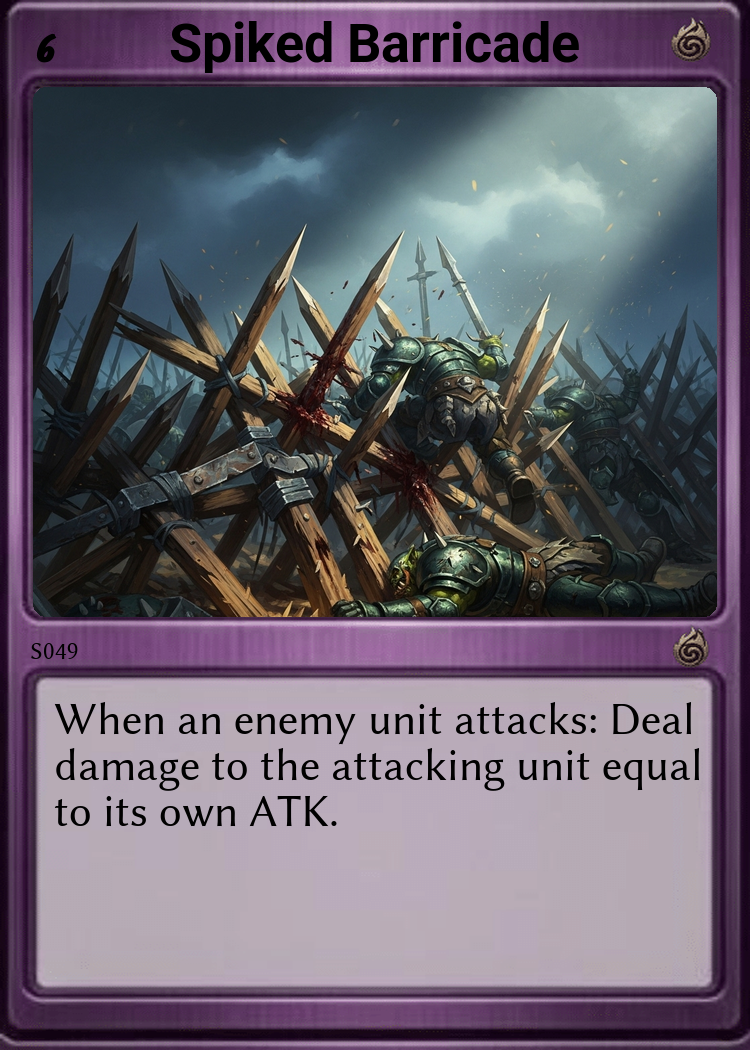 6
Spiked Barricade
S049
When an enemy unit attacks: Deal
damage to the attacking unit equal
to its own ATK.